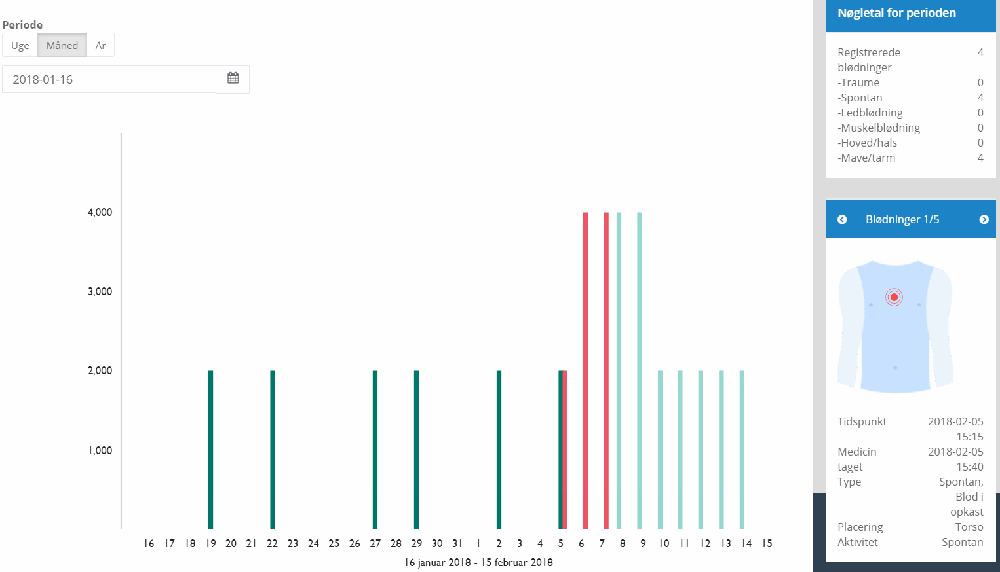 Periode
Uge Måned År
2018-01-16
4,000
3,000
2,000
1,000
16 17 18 19 20 21 22 23 24 25 26 27 28 29 30 31 1 2 3 4 5 6 7 8 9 10 11 12 13 14 15
16 januar 2018 - 15 februar 2018
Nøgletal for perioden
Registrerede 4
blødninger
-Traume 0
-Spontan 4
-Ledblødning 0
-Muskelblødning 0
-Hoved/hals 0
-Mave/tarm 4
Blødninger 1/5
Tidspunkt 2018-02-05
15:15
Medicin 2018-02-05
taget 15:40
Type Spontan,
Blod i
opkast
Placering Torso
Aktivitet Spontan